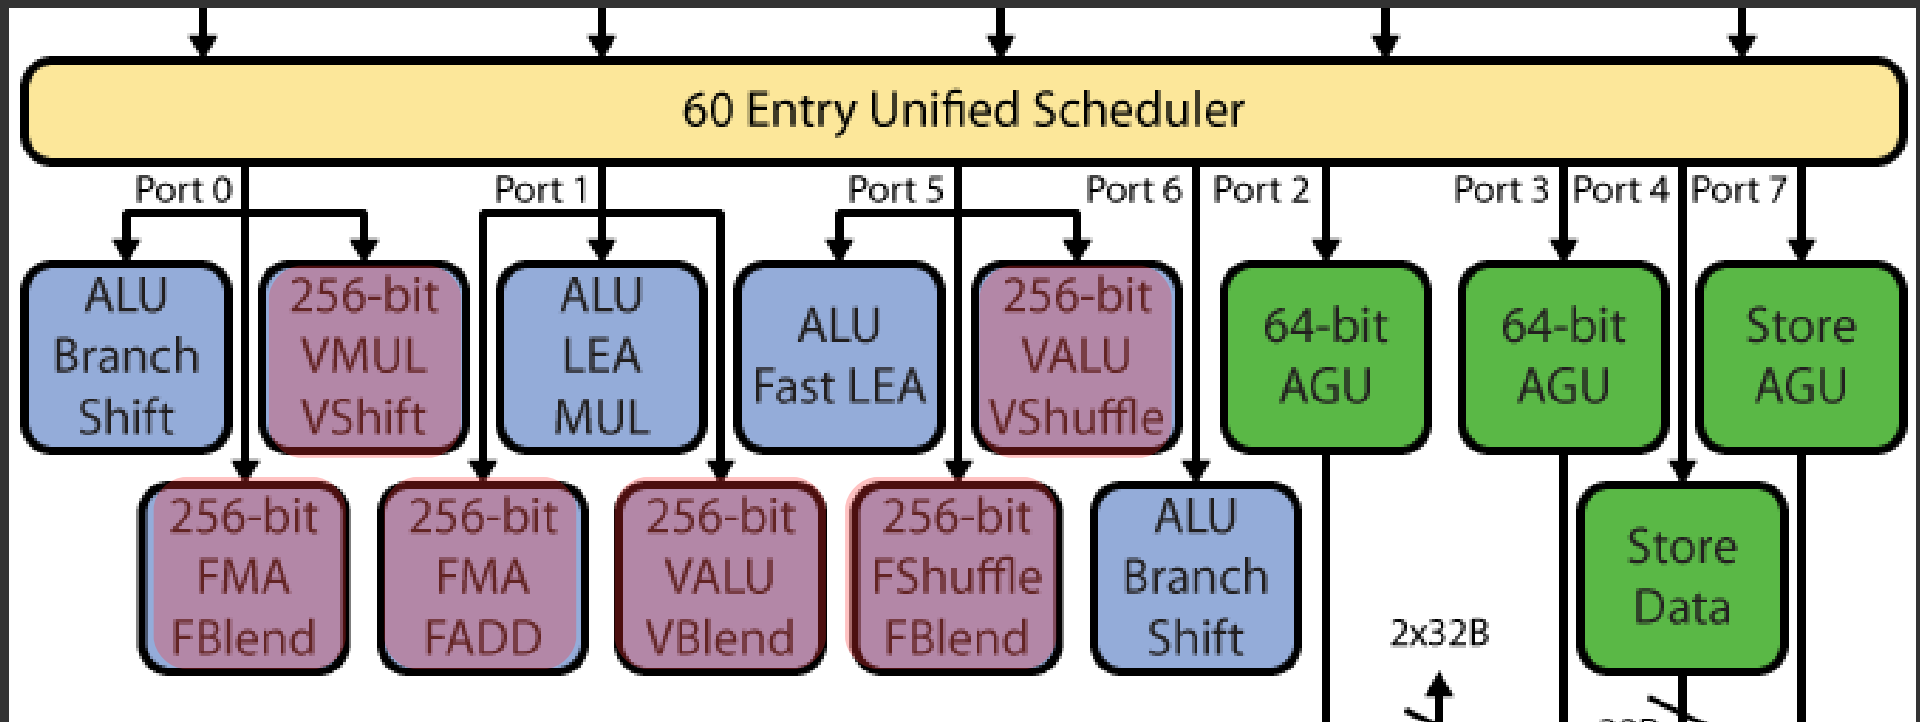 60 Entry Unified Scheduler
Port 0
Port 1
Port 5
Port 6
Port 2
Port 3
Port 4
Port 7
ALU
Branch
Shift
256-bit
VMUL
VShift
ALU
LEA
MUL
ALU
Fast LEA
256-bit
VALU
VShuffle
64-bit
AGU
64-bit
AGU
Store
AGU
256-bit
FMA
FBlend
256-bit
FMA
FADD
256-bit
VALU
VBlend
256-bit
FShuffle
FBlend
ALU
Branch
Shift
Store
Data
2x32B